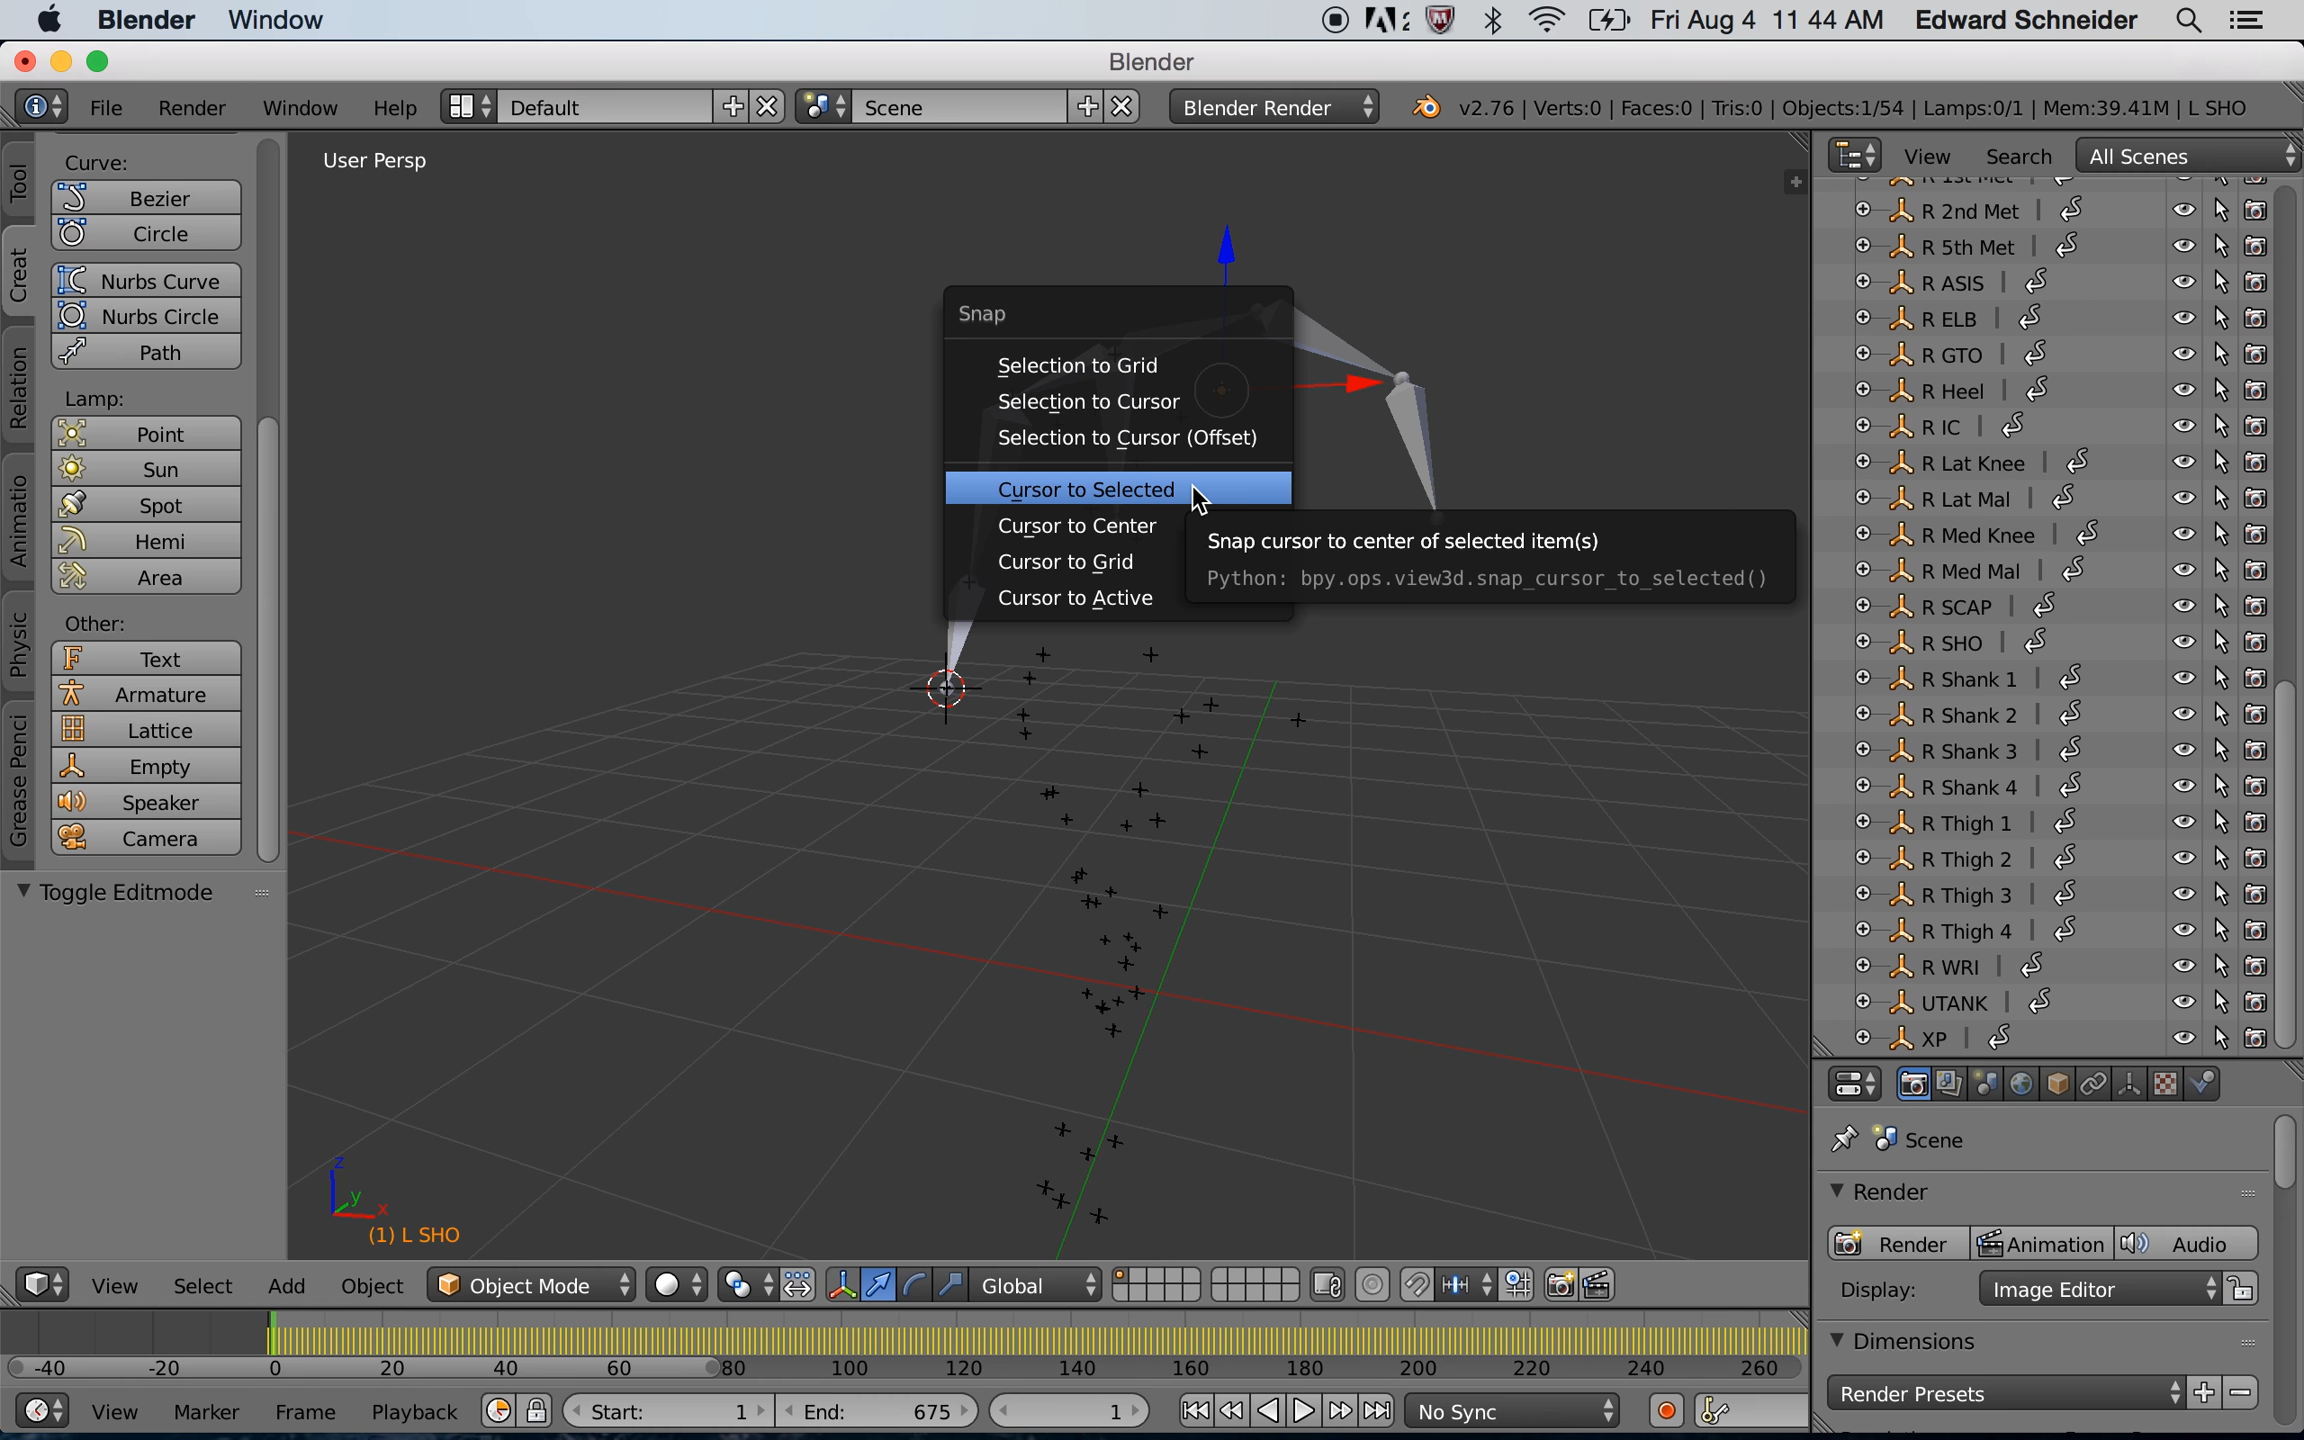 Blender Window
Fri Aug 4 11 44 AM Edward Schneider
Blender
File Render Window Help Default Scene Blender Render v2.76 | Verts:0 | Faces:0 | Tris:0 | Objects:1/54 | Lamps:0/1 | Mem:39.41M | L SHO
Tool
Creat
Relation
Animatio
Physic
Grease Penci
Curve:
Bezier
Circle
Nurbs Curve
Nurbs Circle
Path
Lamp:
Point
Sun
Spot
Hemi
Area
Other:
Text
Armature
Lattice
Empty
Speaker
Camera
Toggle Editmode
User Persp
Snap
Selection to Grid
Selection to Cursor
Selection to Cursor (Offset)
Cursor to Selected
Cursor to Center
Cursor to Grid
Cursor to Active
Snap cursor to center of selected item(s)
Python: bpy.ops.view3d.snap_cursor_to_selected()
z
y
x
(1) L SHO
View Search All Scenes
R 1st Met
R 2nd Met
R 5th Met
R ASIS
R ELB
R GTO
R Heel
R IC
R Lat Knee
R Lat Mal
R Med Knee
R Med Mal
R SCAP
R SHO
R Shank 1
R Shank 2
R Shank 3
R Shank 4
R Thigh 1
R Thigh 2
R Thigh 3
R Thigh 4
R WRI
UTANK
XP
Scene
Render
Render Animation Audio
Display: Image Editor
Dimensions
Render Presets
View Select Add Object Object Mode Global
-40 -20 0 20 40 60 80 100 120 140 160 180 200 220 240 260
View Marker Frame Playback Start: 1 End: 675 1 No Sync